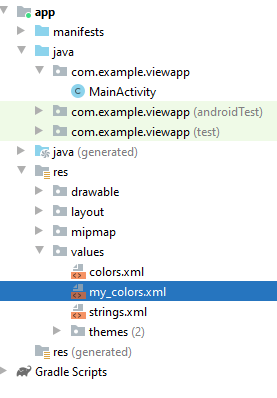 app
manifests
java
com.example.viewapp
MainActivity
com.example.viewapp (androidTest)
com.example.viewapp (test)
java (generated)
res
drawable
layout
mipmap
values
colors.xml
my_colors.xml
strings.xml
themes (2)
res (generated)
Gradle Scripts